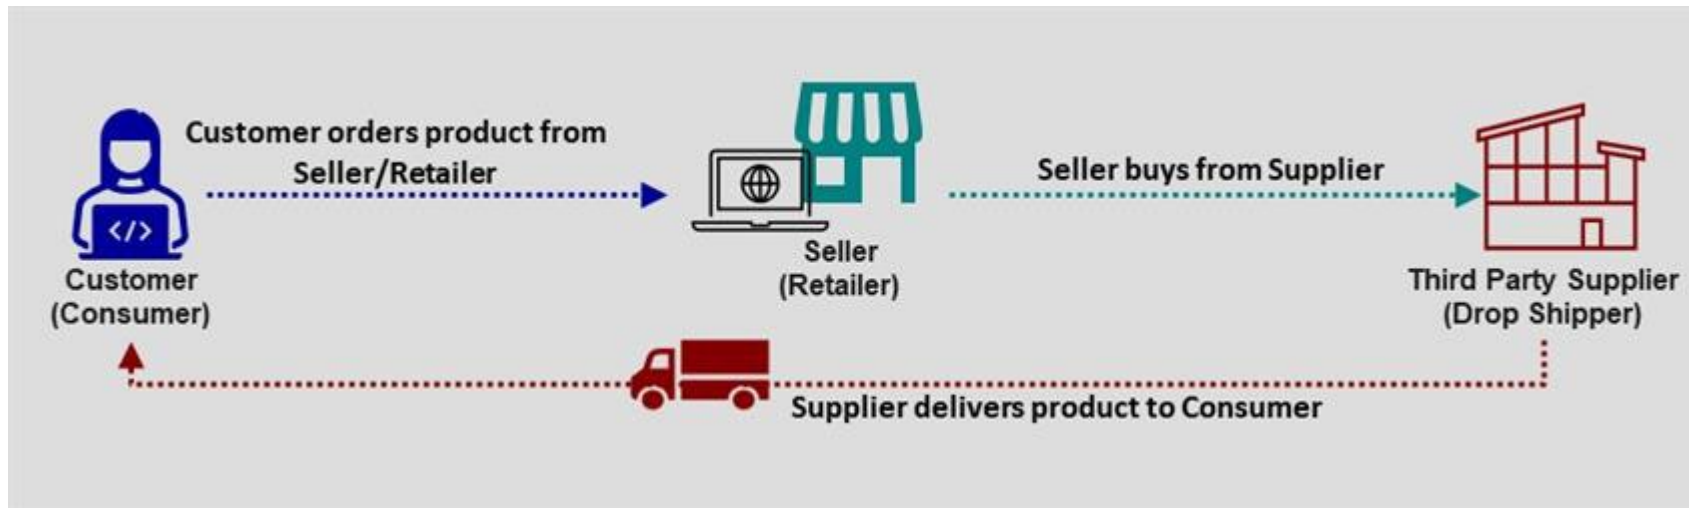 Customer orders product from
Seller/Retailer
Seller buys from Supplier
</>
Customer
(Consumer)
Seller
(Retailer)
Third Party Supplier
(Drop Shipper)
Supplier delivers product to Consumer